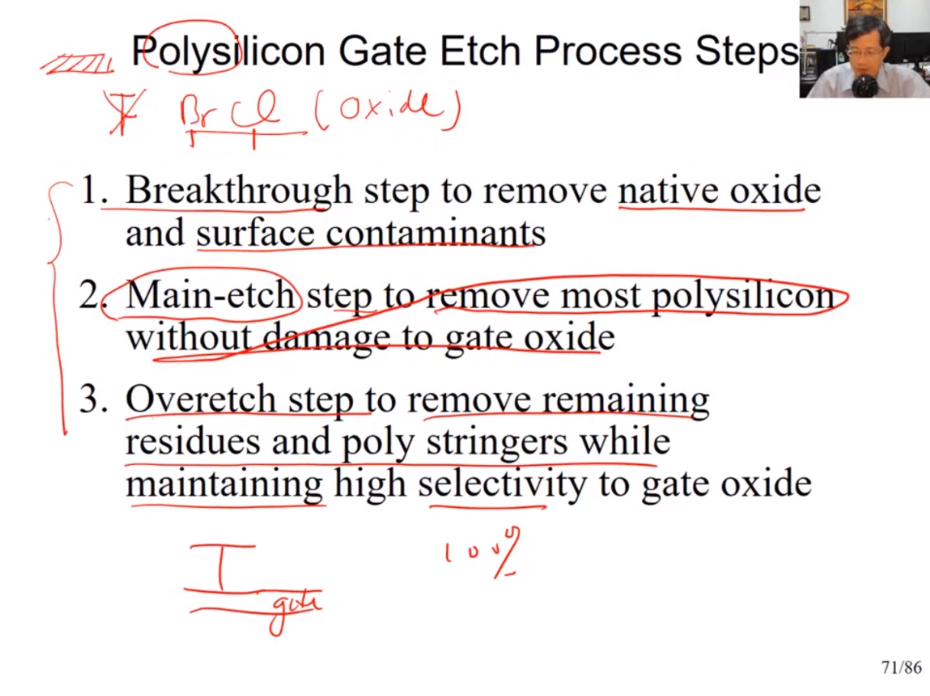 Polysilicon Gate Etch Process Steps
Br Cl (Oxide)
1. Breakthrough step to remove native oxide
and surface contaminants
2. Main-etch step to remove most polysilicon
without damage to gate oxide
3. Overetch step to remove remaining
residues and poly stringers while
maintaining high selectivity to gate oxide
100%
gate
71/86